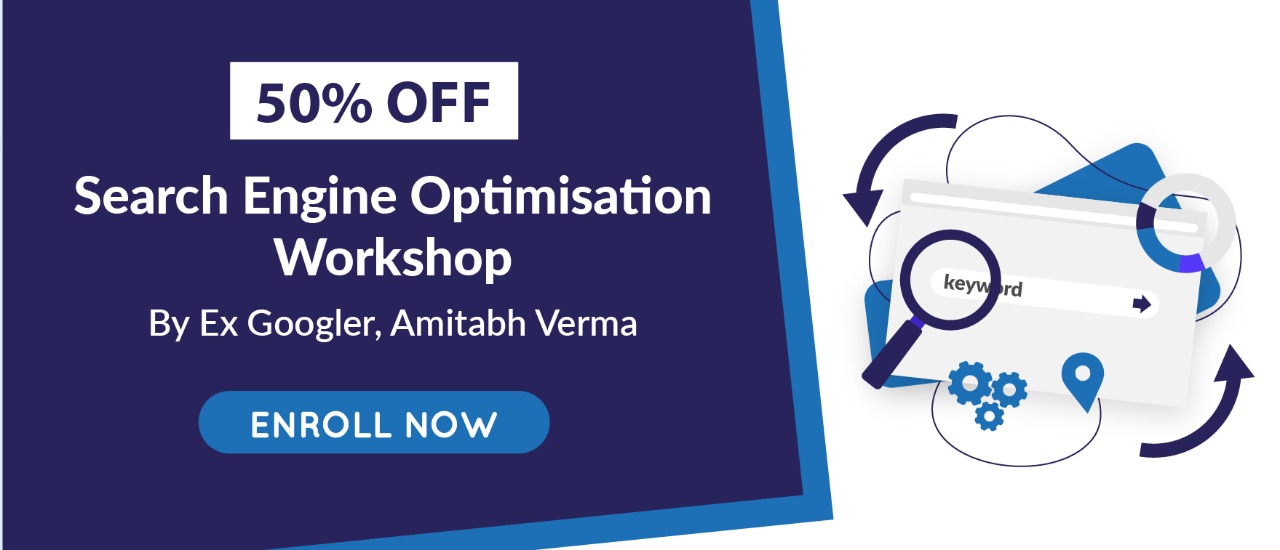 50% OFF
Search Engine Optimisation
Workshop
By Ex Googler, Amitabh Verma
ENROLL NOW
keyword